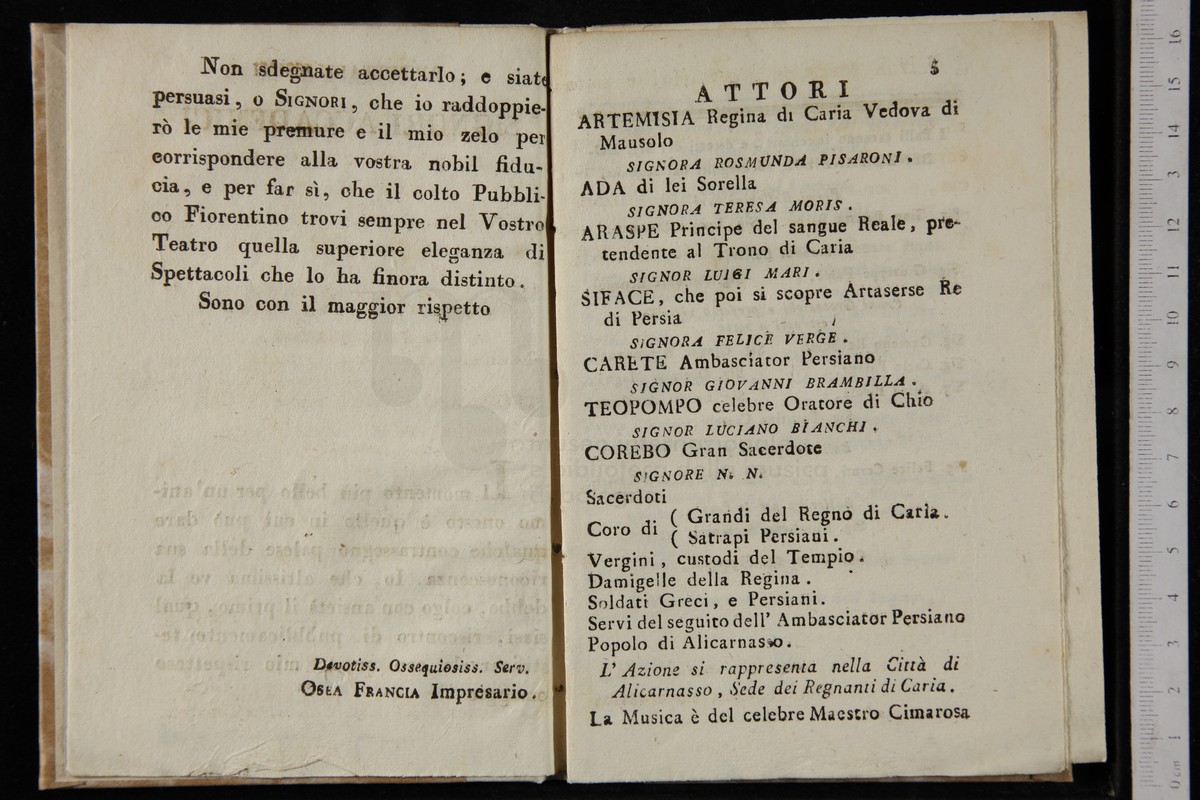 Non sdegnate accettarlo; e siate
persuasi, o SIGNORI, che io raddoppie-
rò le mie premure e il mio zelo per
corrispondere alla vostra nobil fidu-
cia, e per far sì, che il colto Pubbli-
co Fiorentino trovi sempre nel Vostro
Teatro quella superiore eleganza di
Spettacoli che lo ha finora distinto.
Sono con il maggior rispetto
Devotiss. Ossequiosiss. Serv.
OSEA FRANCIA Impresario.
5
ATTORI
ARTEMISIA Regina di Caria Vedova di
Mausolo
SIGNORA ROSMUNDA PISARONI.
ADA di lei Sorella
SIGNORA TERESA MORIS.
ARASPE Principe del sangue Reale, pre-
tendente al Trono di Caria
SIGNOR LUIGI MARI.
SIFACE, che poi si scopre Artaserse Re
di Persia
SIGNORA FELICE VERGE.
CARETE Ambasciator Persiano
SIGNOR GIOVANNI BRAMBILLA.
TEOPOMPO celebre Oratore di Chio
SIGNOR LUCIANO BIANCHI.
COREBO Gran Sacerdote
SIGNORE N. N.
Sacerdoti
Coro di ( Grandi del Regno di Caria.
( Satrapi Persiani.
Vergini, custodi del Tempio.
Damigelle della Regina.
Soldati Greci, e Persiani.
Servi del seguito dell' Ambasciator Persiano
Popolo di Alicarnasso.
L' Azione si rappresenta nella Città di
Alicarnasso, Sede dei Regnanti di Caria.
La Musica è del celebre Maestro Cimarosa